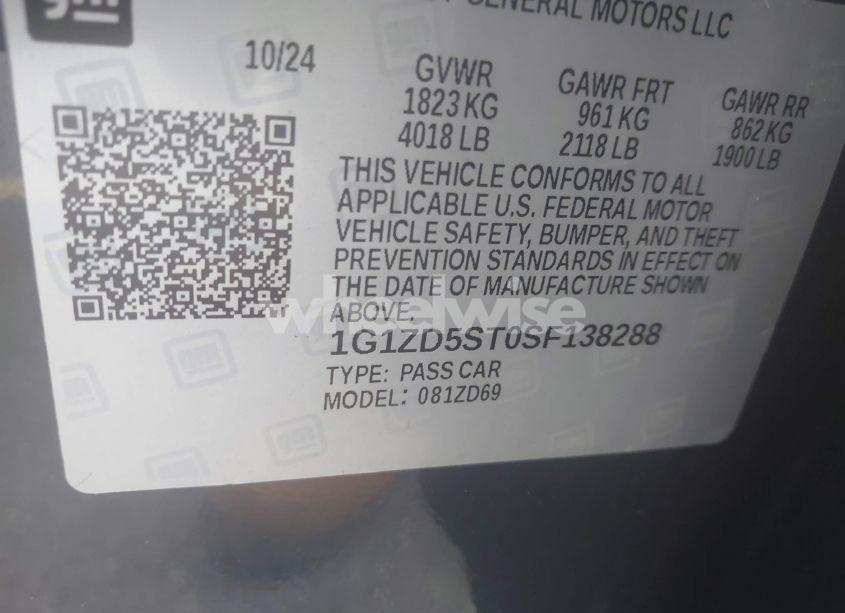 gm
GENERAL MOTORS LLC
10/24
GVWR GAWR FRT GAWR RR
1823 KG 961 KG 862 KG
4018 LB 2118 LB 1900 LB
THIS VEHICLE CONFORMS TO ALL
APPLICABLE U.S. FEDERAL MOTOR
VEHICLE SAFETY, BUMPER, AND THEFT
PREVENTION STANDARDS IN EFFECT ON
THE DATE OF MANUFACTURE SHOWN
ABOVE.
wheelwise
1G1ZD5ST0SF138288
TYPE: PASS CAR
MODEL: 081ZD69